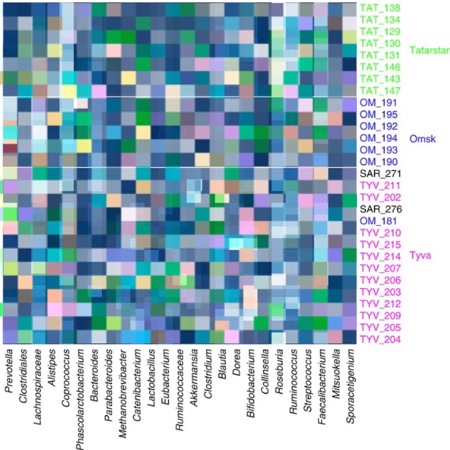 TAT_138
TAT_134
TAT_129
TAT_130
TAT_131
TAT_146
TAT_143
TAT_147
Tatarstar
OM_191
OM_195
OM_192
OM_194
OM_193
OM_190
Omsk
SAR_271
TYV_211
TYV_202
SAR_276
OM_181
TYV_210
TYV_215
TYV_214
TYV_207
TYV_206
TYV_203
TYV_212
TYV_209
TYV_205
TYV_204
Tyva
Prevotella
Clostridiales
Lachnospiraceae
Alistipes
Coprococcus
Phascolarctobacterium
Bacteroides
Parabacteroides
Methanobrevibacter
Catenibacterium
Lactobacillus
Eubacterium
Ruminococcaceae
Akkermansia
Clostridium
Blautia
Dorea
Bifidobacterium
Collinsella
Roseburia
Ruminococcus
Streptococcus
Faecalibacterium
Mitsuokella
Sporacetigenium